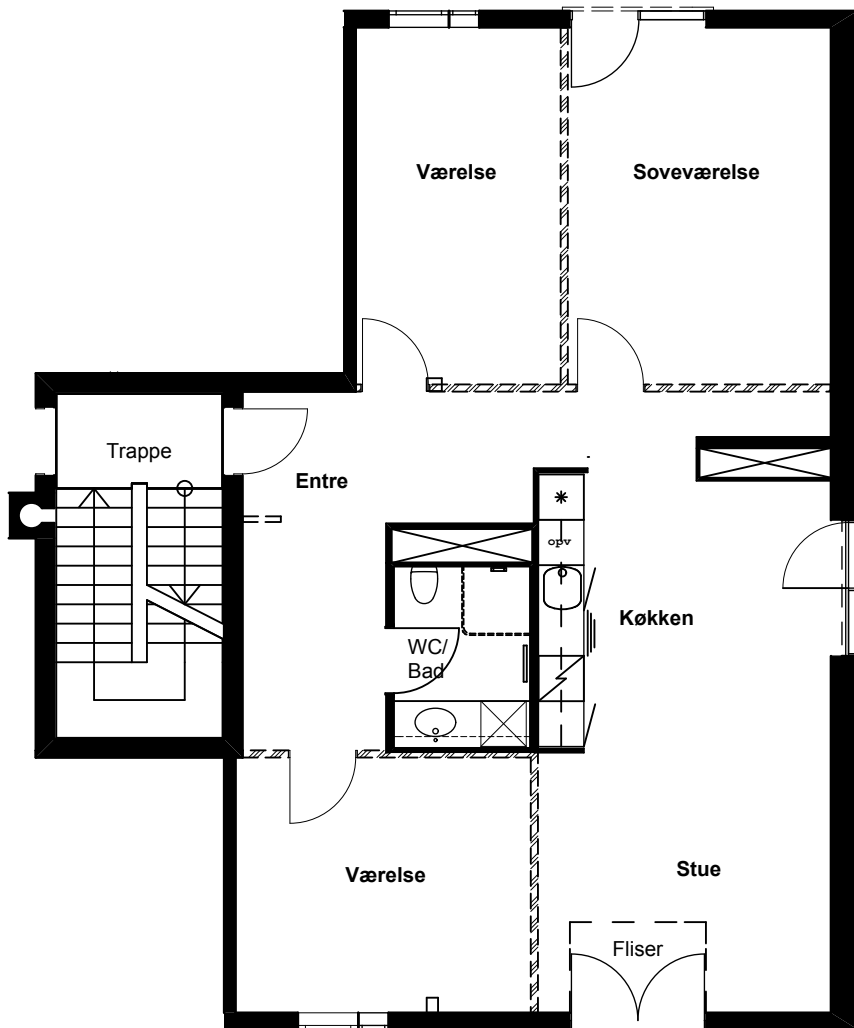 Værelse
Soveværelse
Trappe
Entre
opv
Køkken
WC/
Bad
Værelse
Stue
Fliser